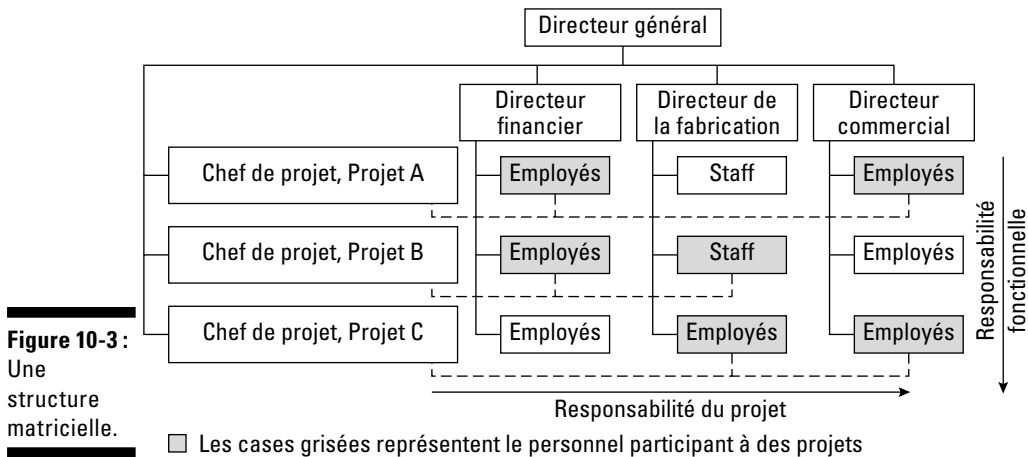 Directeur général
Directeur
financier
Directeur de
la fabrication
Directeur
commercial
Chef de projet, Projet A
Employés
Staff
Employés
Chef de projet, Projet B
Employés
Staff
Employés
Chef de projet, Projet C
Employés
Employés
Employés
Responsabilité
fonctionnelle
Responsabilité du projet
Les cases grisées représentent le personnel participant à des projets
Figure 10-3 :
Une
structure
matricielle.